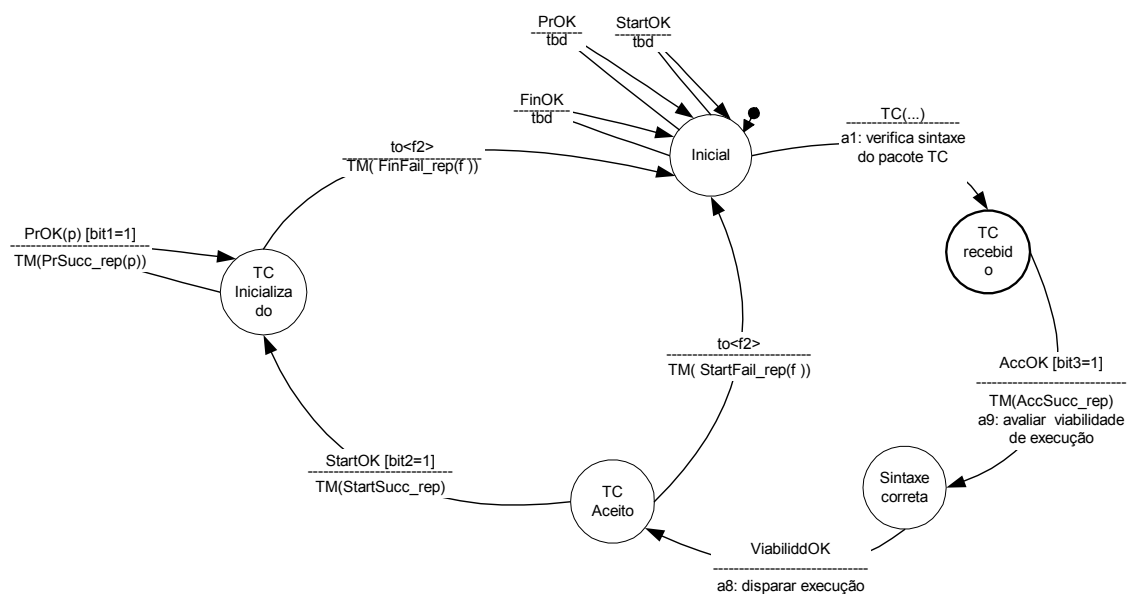 PrOK
tbd
StartOK
tbd
FinOK
tbd
Inicial
TC(...)
a1: verifica sintaxe
do pacote TC
to<f2>
TM( FinFail_rep(f ))
PrOK(p) [bit1=1]
TM(PrSucc_rep(p))
TC
Inicializa
do
TC
recebid
o
to<f2>
TM( StartFail_rep(f ))
AccOK [bit3=1]
TM(AccSucc_rep)
a9: avaliar viabilidade
de execução
StartOK [bit2=1]
TM(StartSucc_rep)
TC
Aceito
Sintaxe
correta
ViabiliddOK
a8: disparar execução